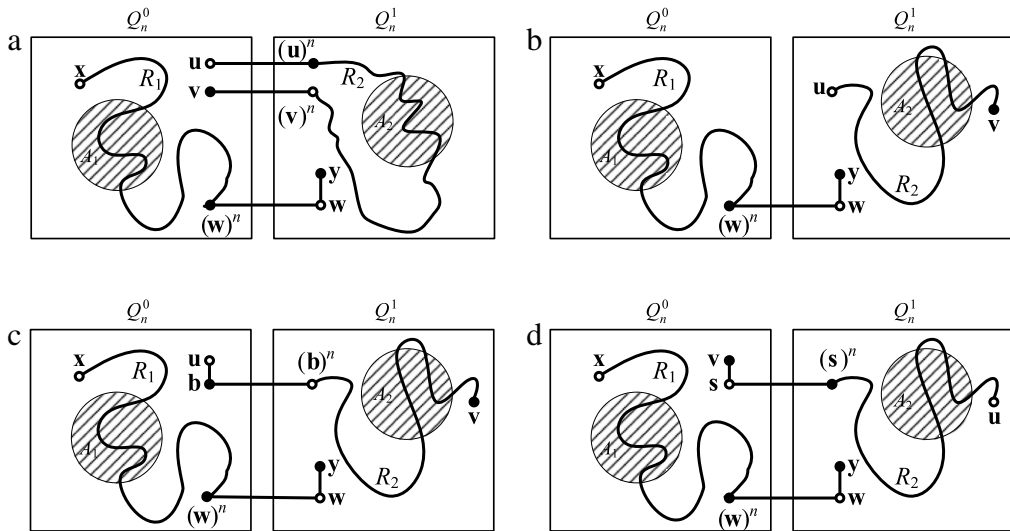 Q_n^0 Q_n^1
a
x R_1 u (u)^n R_2
v (v)^n
A_1 A_2
y
w
(w)^n
Q_n^0 Q_n^1
b
x R_1 u A_2 v
A_1
y R_2
w
(w)^n
Q_n^0 Q_n^1
c
x R_1 u (b)^n A_2
b v
A_1
y R_2
w
(w)^n
Q_n^0 Q_n^1
d
x R_1 v (s)^n A_2
s u
A_1
y R_2
w
(w)^n